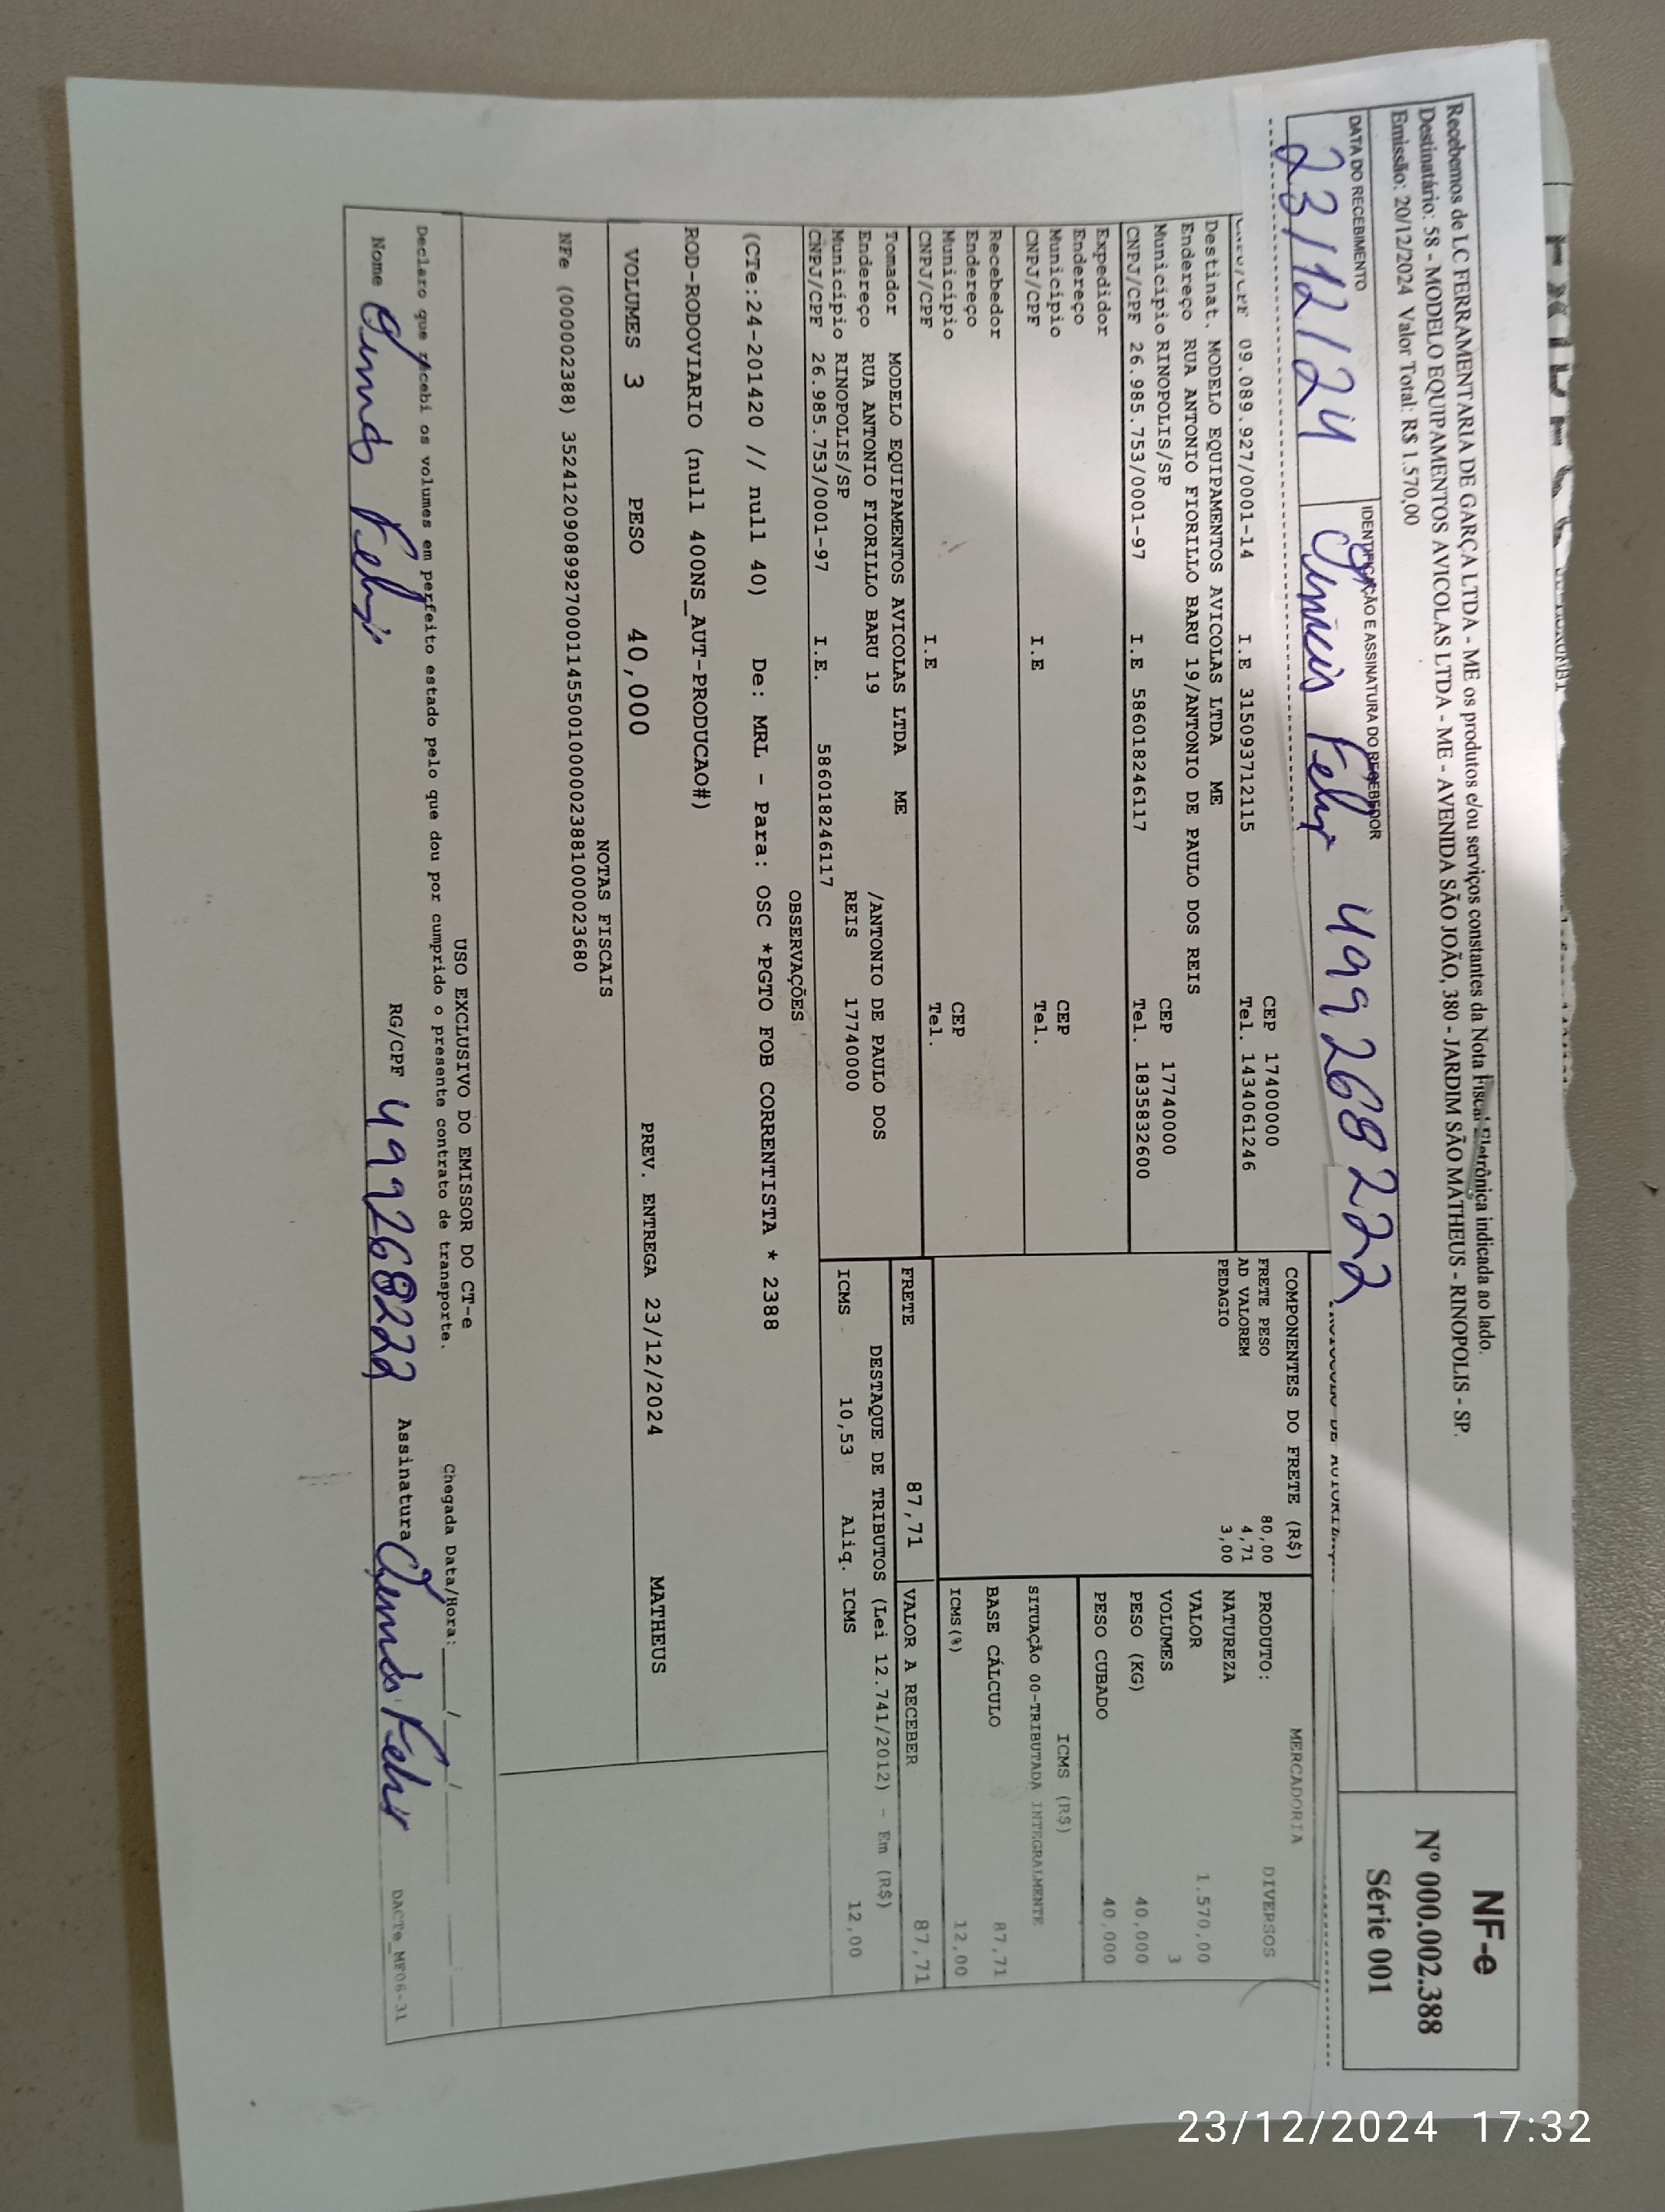 Recebemos de LC FERRAMENTARIA DE GARÇA LTDA - ME os produtos e/ou serviços constantes da Nota Fiscal Eletrônica indicada ao lado.
Destinatário: 58 - MODELO EQUIPAMENTOS AVICOLAS LTDA - ME - AVENIDA SÃO JOÃO, 380 - JARDIM SÃO MATHEUS - RINOPOLIS - SP.
Emissão: 20/12/2024 Valor Total: R$ 1.570,00
NF-e
Nº 000.002.388
Série 001
DATA DO RECEBIMENTO
IDENTIFICAÇÃO E ASSINATURA DO RECEBEDOR
23/12/24 499268222
CNPJ/CPF 09.089.927/0001-14 I.E 315093712115
CEP 17400000
Tel. 1434061246
Destinat. MODELO EQUIPAMENTOS AVICOLAS LTDA ME
Endereço RUA ANTONIO FIORILLO BARU 19/ANTONIO DE PAULO DOS REIS
Município RINOPOLIS/SP CEP 17740000
CNPJ/CPF 26.985.753/0001-97 I.E 586018246117 Tel. 1835832600
Expedidor
Endereço
Município CEP
CNPJ/CPF I.E Tel.
Recebedor
Endereço
Município CEP
CNPJ/CPF I.E Tel.
Tomador MODELO EQUIPAMENTOS AVICOLAS LTDA ME
Endereço RUA ANTONIO FIORILLO BARU 19 /ANTONIO DE PAULO DOS REIS
Município RINOPOLIS/SP 17740000
CNPJ/CPF 26.985.753/0001-97 I.E. 586018246117
COMPONENTES DO FRETE (R$)
FRETE PESO 80,00
AD VALOREM 4,71
PEDAGIO 3,00
MERCADORIA
PRODUTO: DIVERSOS
NATUREZA
VALOR 1.570,00
VOLUMES 3
PESO (KG) 40,000
PESO CUBADO 40,000
ICMS (R$)
SITUAÇÃO 00-TRIBUTADA INTEGRALMENTE
BASE CÁLCULO 87,71
ICMS(%) 12,00
FRETE 87,71 VALOR A RECEBER 87,71
DESTAQUE DE TRIBUTOS (Lei 12.741/2012) - Em (R$)
ICMS 10,53 Aliq. ICMS 12,00
OBSERVAÇÕES
(CTe:24-201420 // null 40) De: MRL - Para: OSC *PGTO FOB CORRENTISTA * 2388
ROD-RODOVIARIO (null 400NS_AUT-PRODUCAO#)
VOLUMES 3 PESO 40,000 PREV. ENTREGA 23/12/2024 MATHEUS
NOTAS FISCAIS
NFe (000002388) 35241209089927000114550010000023881000023680
USO EXCLUSIVO DO EMISSOR DO CT-e
Declaro que recebi os volumes em perfeito estado pelo que dou por cumprido o presente contrato de transporte. Chegada Data/Hora: / /
Nome RG/CPF 499268222 Assinatura
DACTe_MF06-31
23/12/2024 17:32